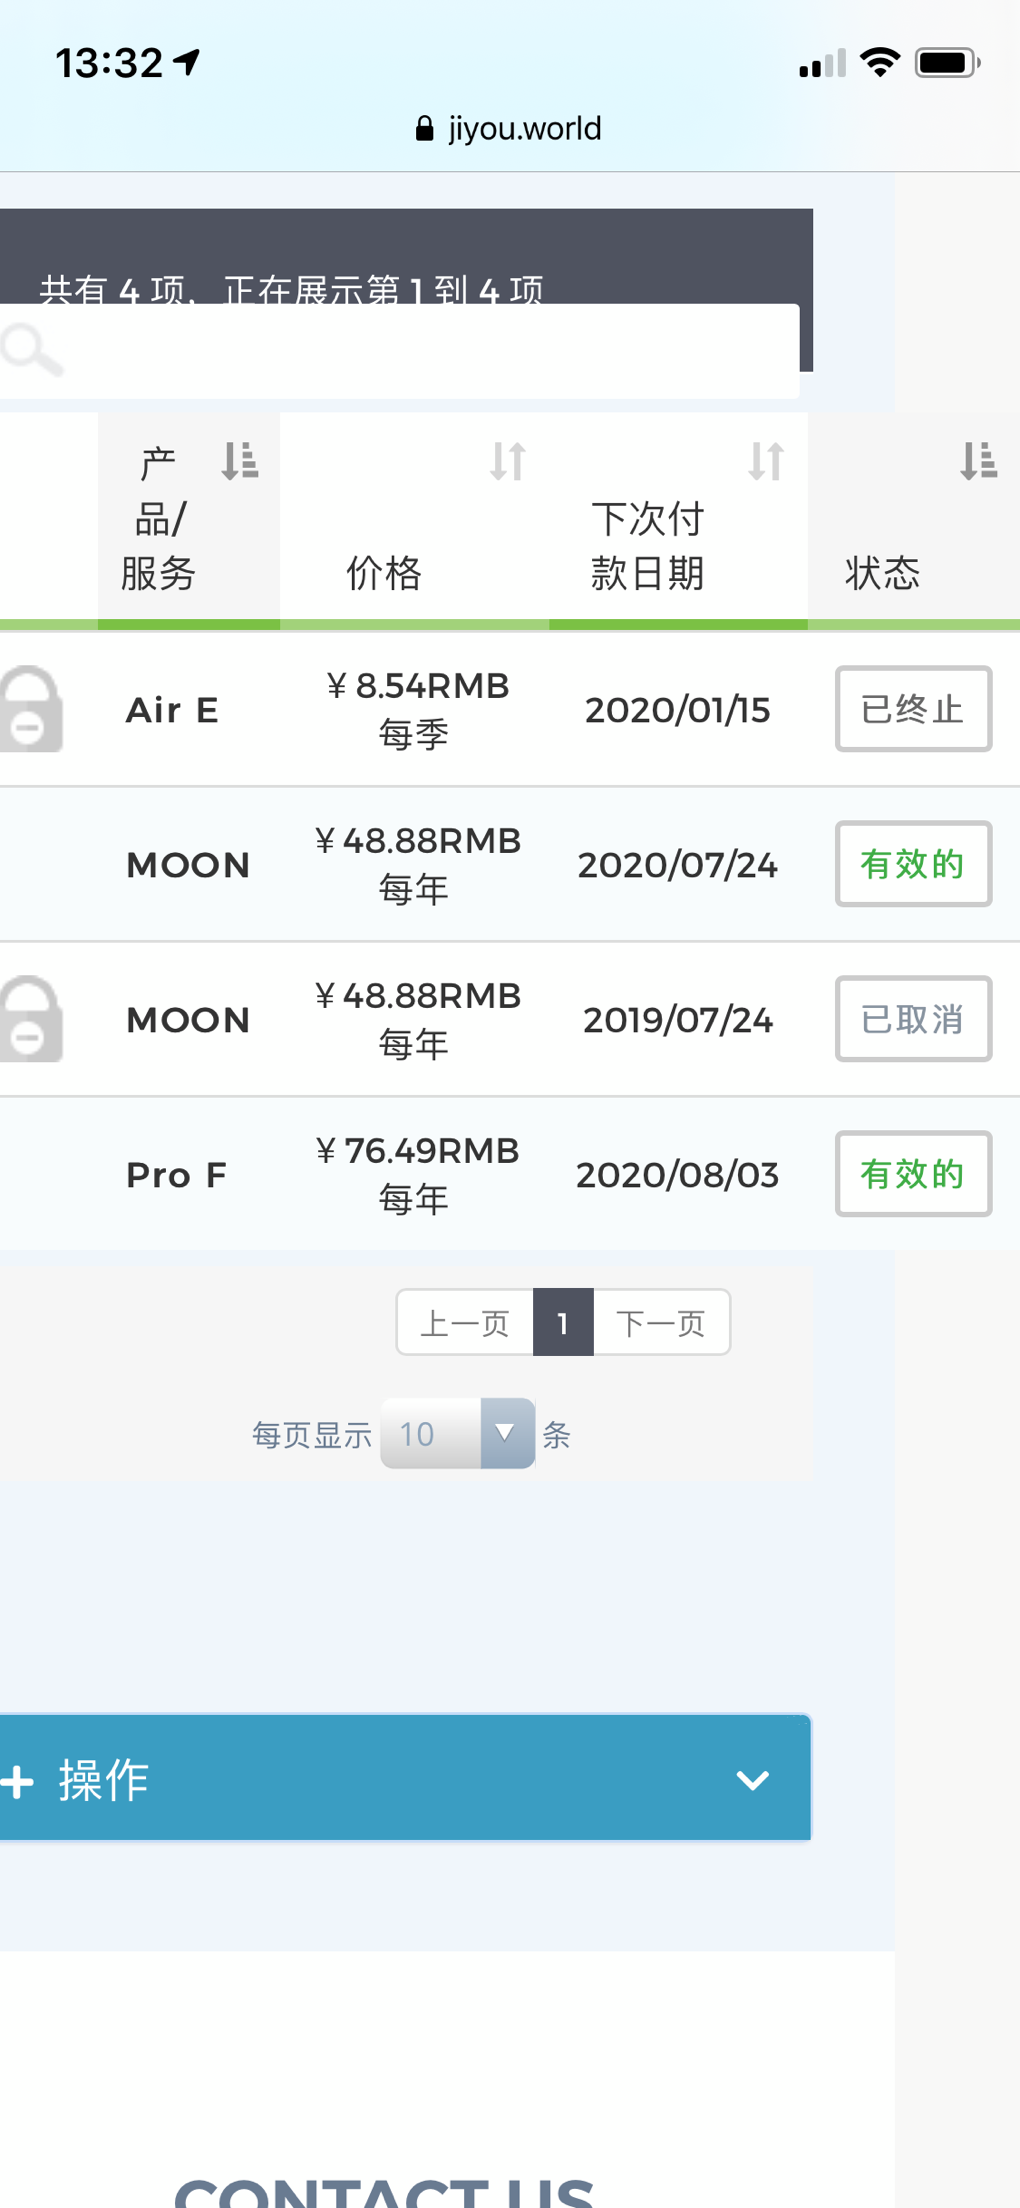 13:32
jiyou.world
共有 4 项，正在展示第 1 到 4 项
产
品/
服务
价格
下次付
款日期
状态
Air E
¥ 8.54RMB
每季
2020/01/15
已终止
MOON
¥ 48.88RMB
每年
2020/07/24
有效的
MOON
¥ 48.88RMB
每年
2019/07/24
已取消
Pro F
¥ 76.49RMB
每年
2020/08/03
有效的
上一页 1 下一页
每页显示 10 条
+ 操作
CONTACT US